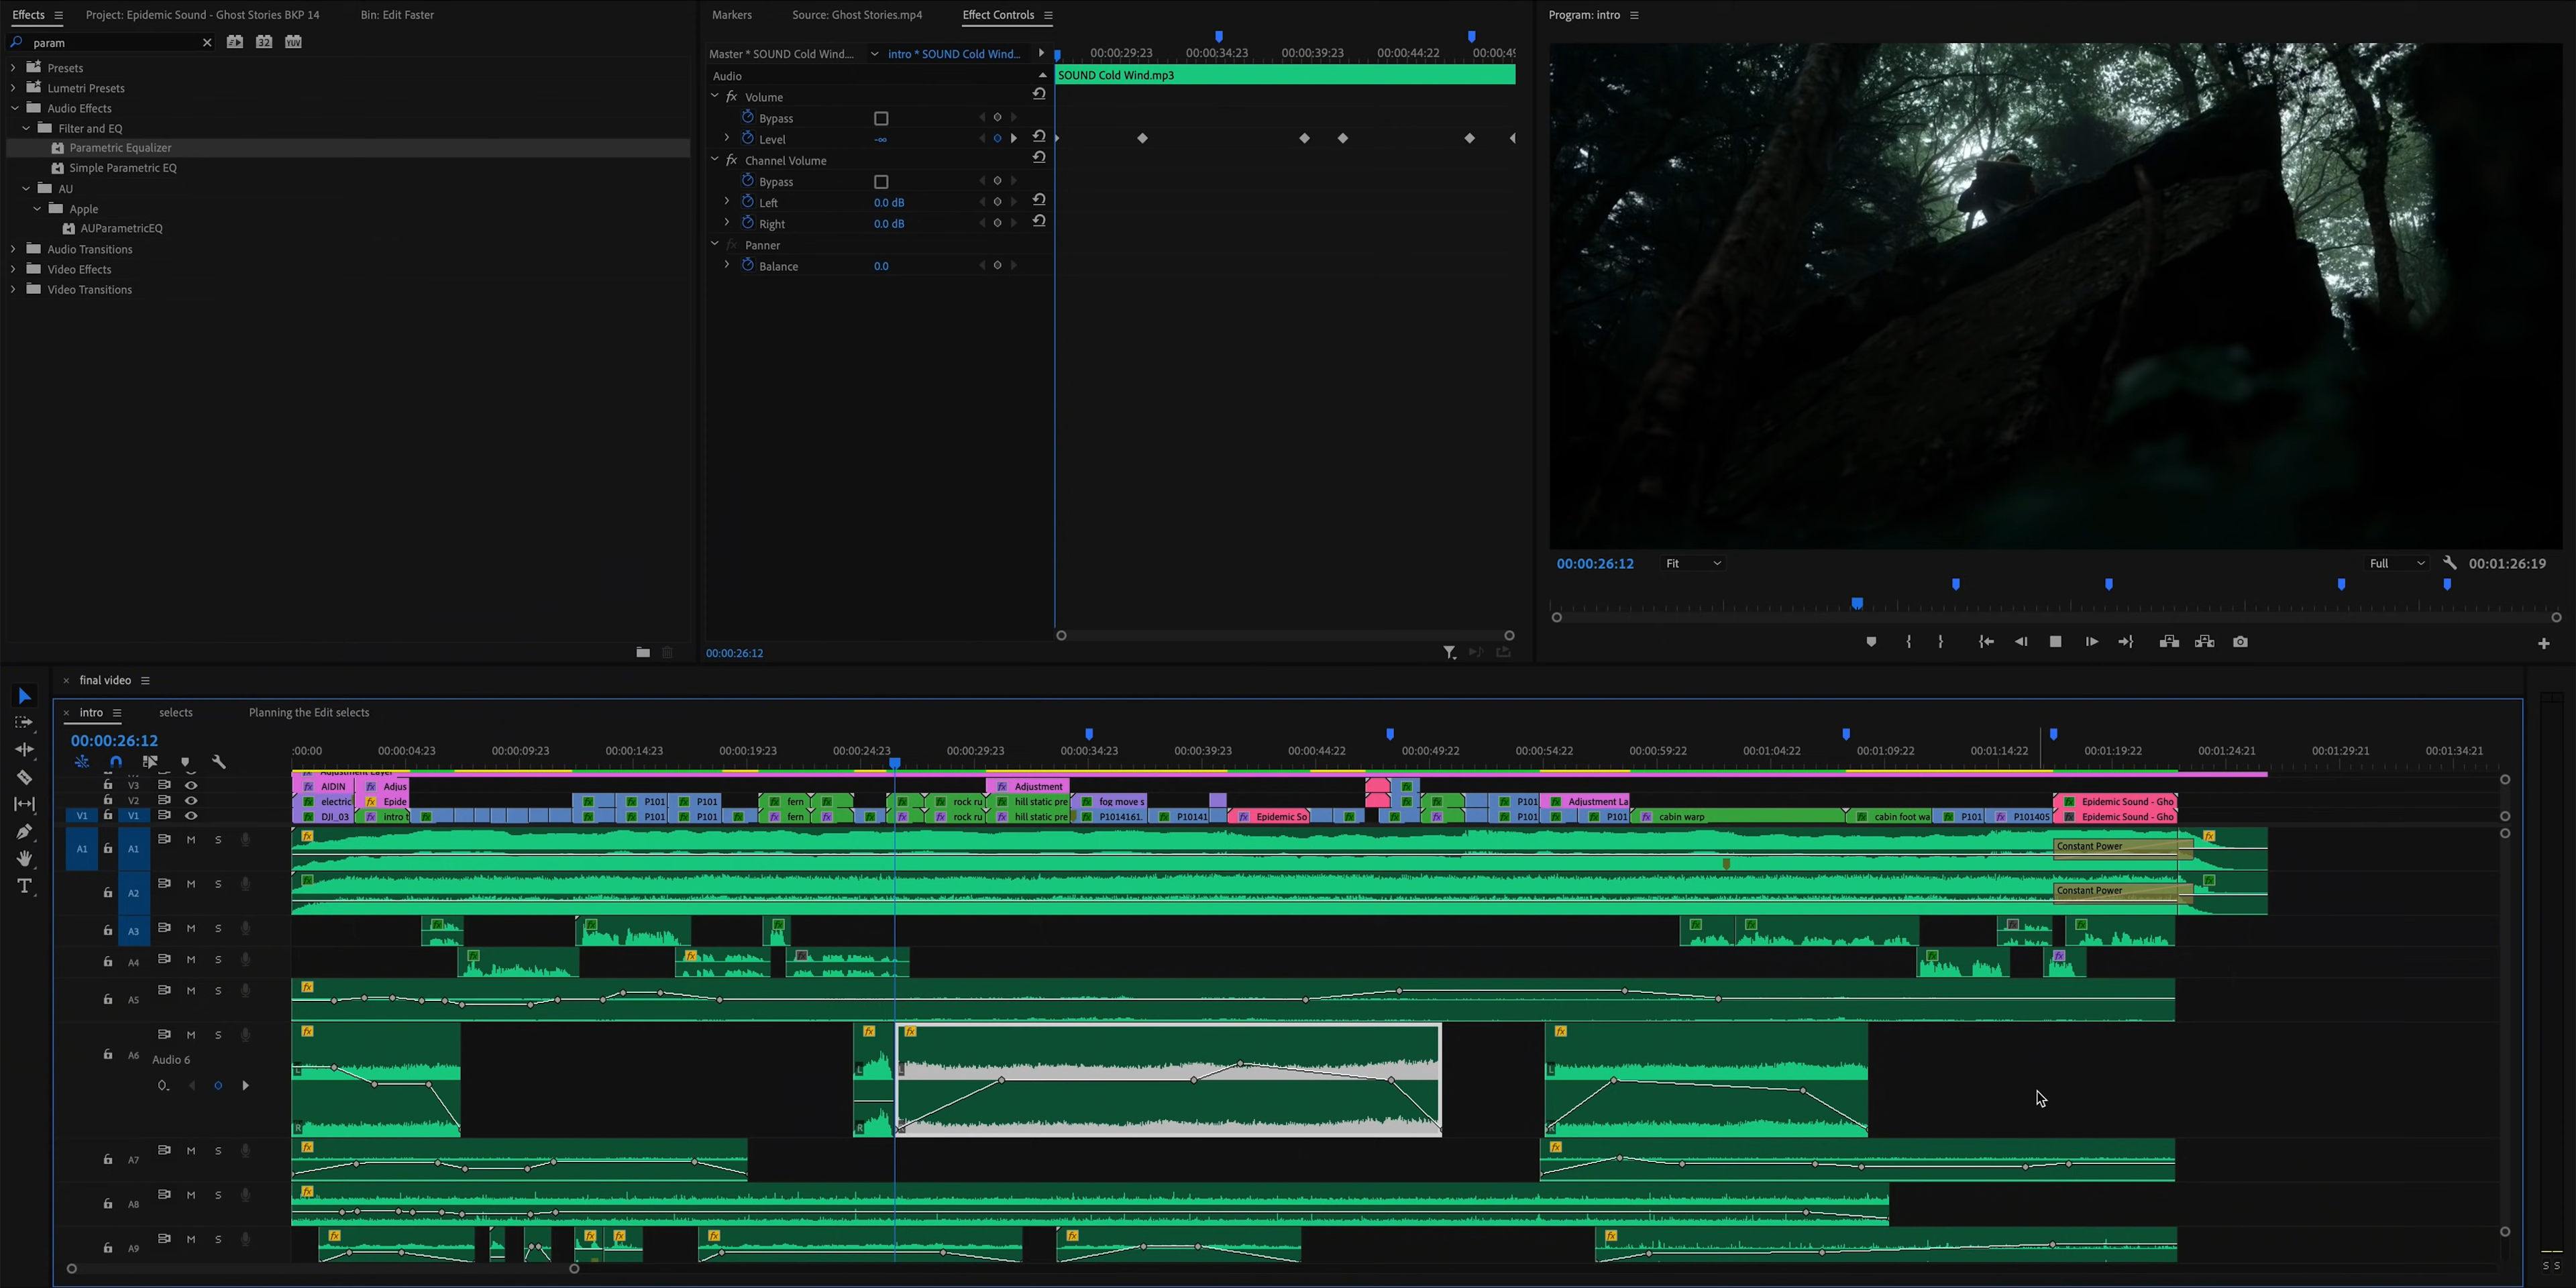 Effects
Project: Epidemic Sound - Ghost Stories BKP 14
Bin: Edit Faster
param
32
YUV
Presets
Lumetri Presets
Audio Effects
Filter and EQ
Parametric Equalizer
Simple Parametric EQ
AU
Apple
AUParametricEQ
Audio Transitions
Video Effects
Video Transitions
Markers
Source: Ghost Stories.mp4
Effect Controls
Master * SOUND Cold Wind....
intro * SOUND Cold Wind...
00:00:29:23
00:00:34:23
00:00:39:23
00:00:44:22
00:00:49
Audio
SOUND Cold Wind.mp3
fx Volume
Bypass
Level -∞
fx Channel Volume
Bypass
Left 0.0 dB
Right 0.0 dB
fx Panner
Balance 0.0
00:00:26:12
Program: intro
00:00:26:12
Fit
Full
00:01:26:19
final video
intro
selects
Planning the Edit selects
00:00:26:12
:00:00
00:00:04:23
00:00:09:23
00:00:14:23
00:00:19:23
00:00:24:23
00:00:29:23
00:00:34:23
00:00:39:23
00:00:44:22
00:00:49:22
00:00:54:22
00:00:59:22
00:01:04:22
00:01:09:22
00:01:14:22
00:01:19:22
00:01:24:21
00:01:29:21
00:01:34:21
Adjustment Layer
V3
AIDIN
Adjus
Adjustment
V2
electric
Epide
P101
P101
fern
rock ru
hill static pre
fog move s
P101
Adjustment La
Epidemic Sound - Gho
V1
V1
DJI_03
intro t
P101
P101
fern
rock ru
hill static pre
P1014161.
P10141
Epidemic So
P101
P101
cabin warp
cabin foot wa
P101
P101405
Epidemic Sound - Gho
A1
A1
M S
Constant Power
A2
M S
Constant Power
A3
M S
A4
M S
A5
M S
A6
M S
Audio 6
L
R
A7
M S
A8
M S
A9
M S
S S